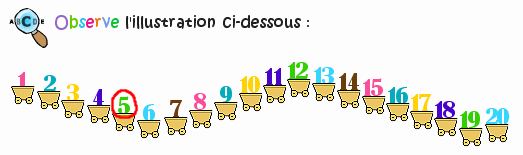 ABCDE Observe l'illustration ci-dessous :
1 2 3 4 5 6 7 8 9 10 11 12 13 14 15 16 17 18 19 20